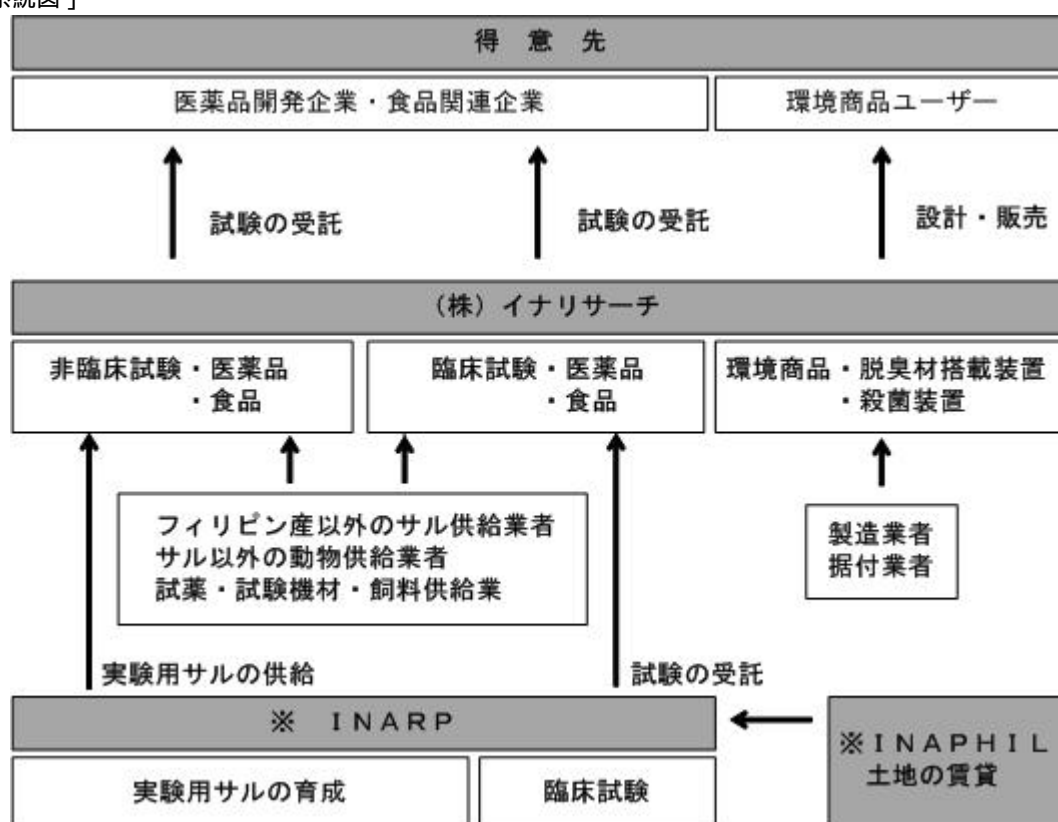 系統図］
得 意 先
医薬品開発企業・食品関連企業
環境商品ユーザー
試験の受託
試験の受託
設計・販売
（株）イナリサーチ
非臨床試験・医薬品
・食品
臨床試験・医薬品
・食品
環境商品・脱臭材搭載装置
・殺菌装置
フィリピン産以外のサル供給業者
サル以外の動物供給業者
試薬・試験機材・飼料供給業
製造業者
据付業者
実験用サルの供給
試験の受託
※ ＩＮＡＲＰ
※ＩＮＡＰＨＩＬ
土地の賃貸
実験用サルの育成
臨床試験